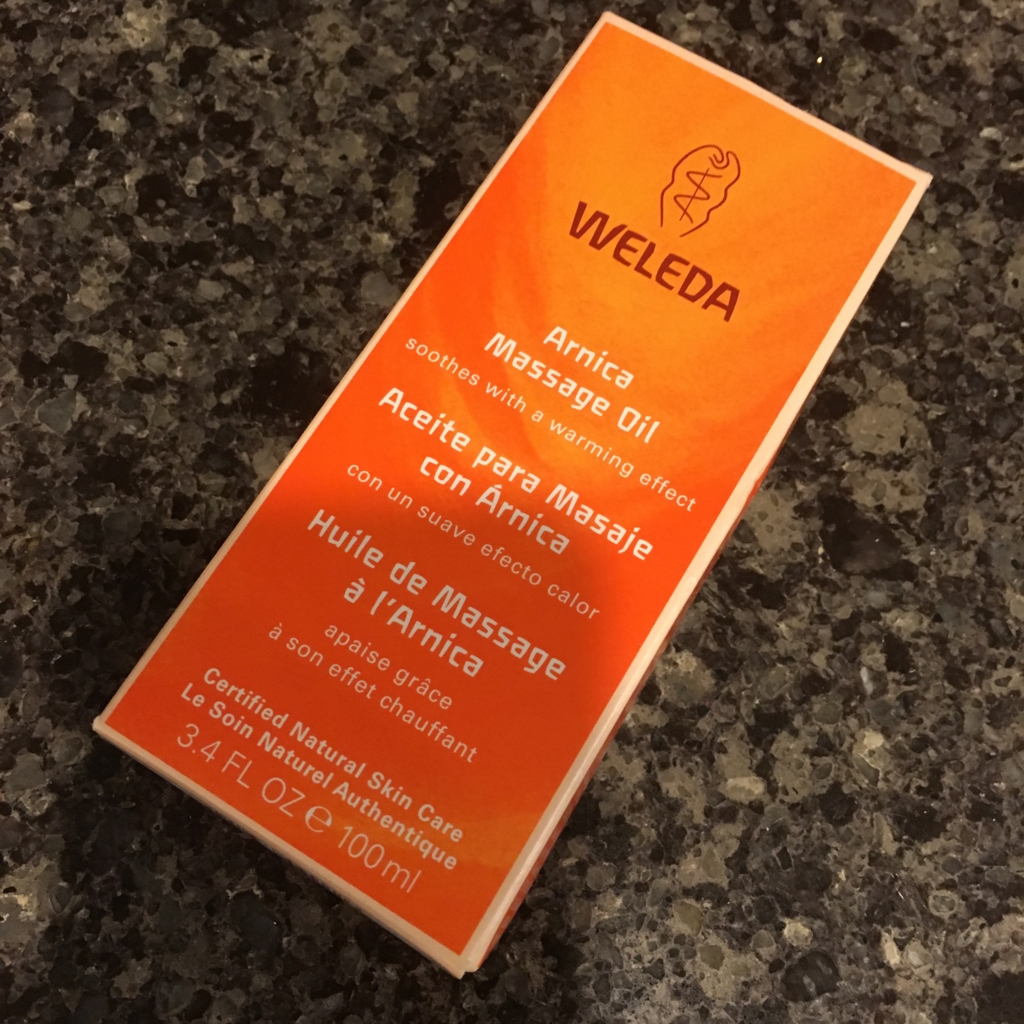 WELEDA
Arnica
Massage Oil
soothes with a warming effect
Aceite para Masaje
con Árnica
con un suave efecto calor
Huile de Massage
à l'Arnica
apaise grâce
à son effet chauffant
Certified Natural Skin Care
Le Soin Naturel Authentique
3.4 FL OZ ℮ 100 ml